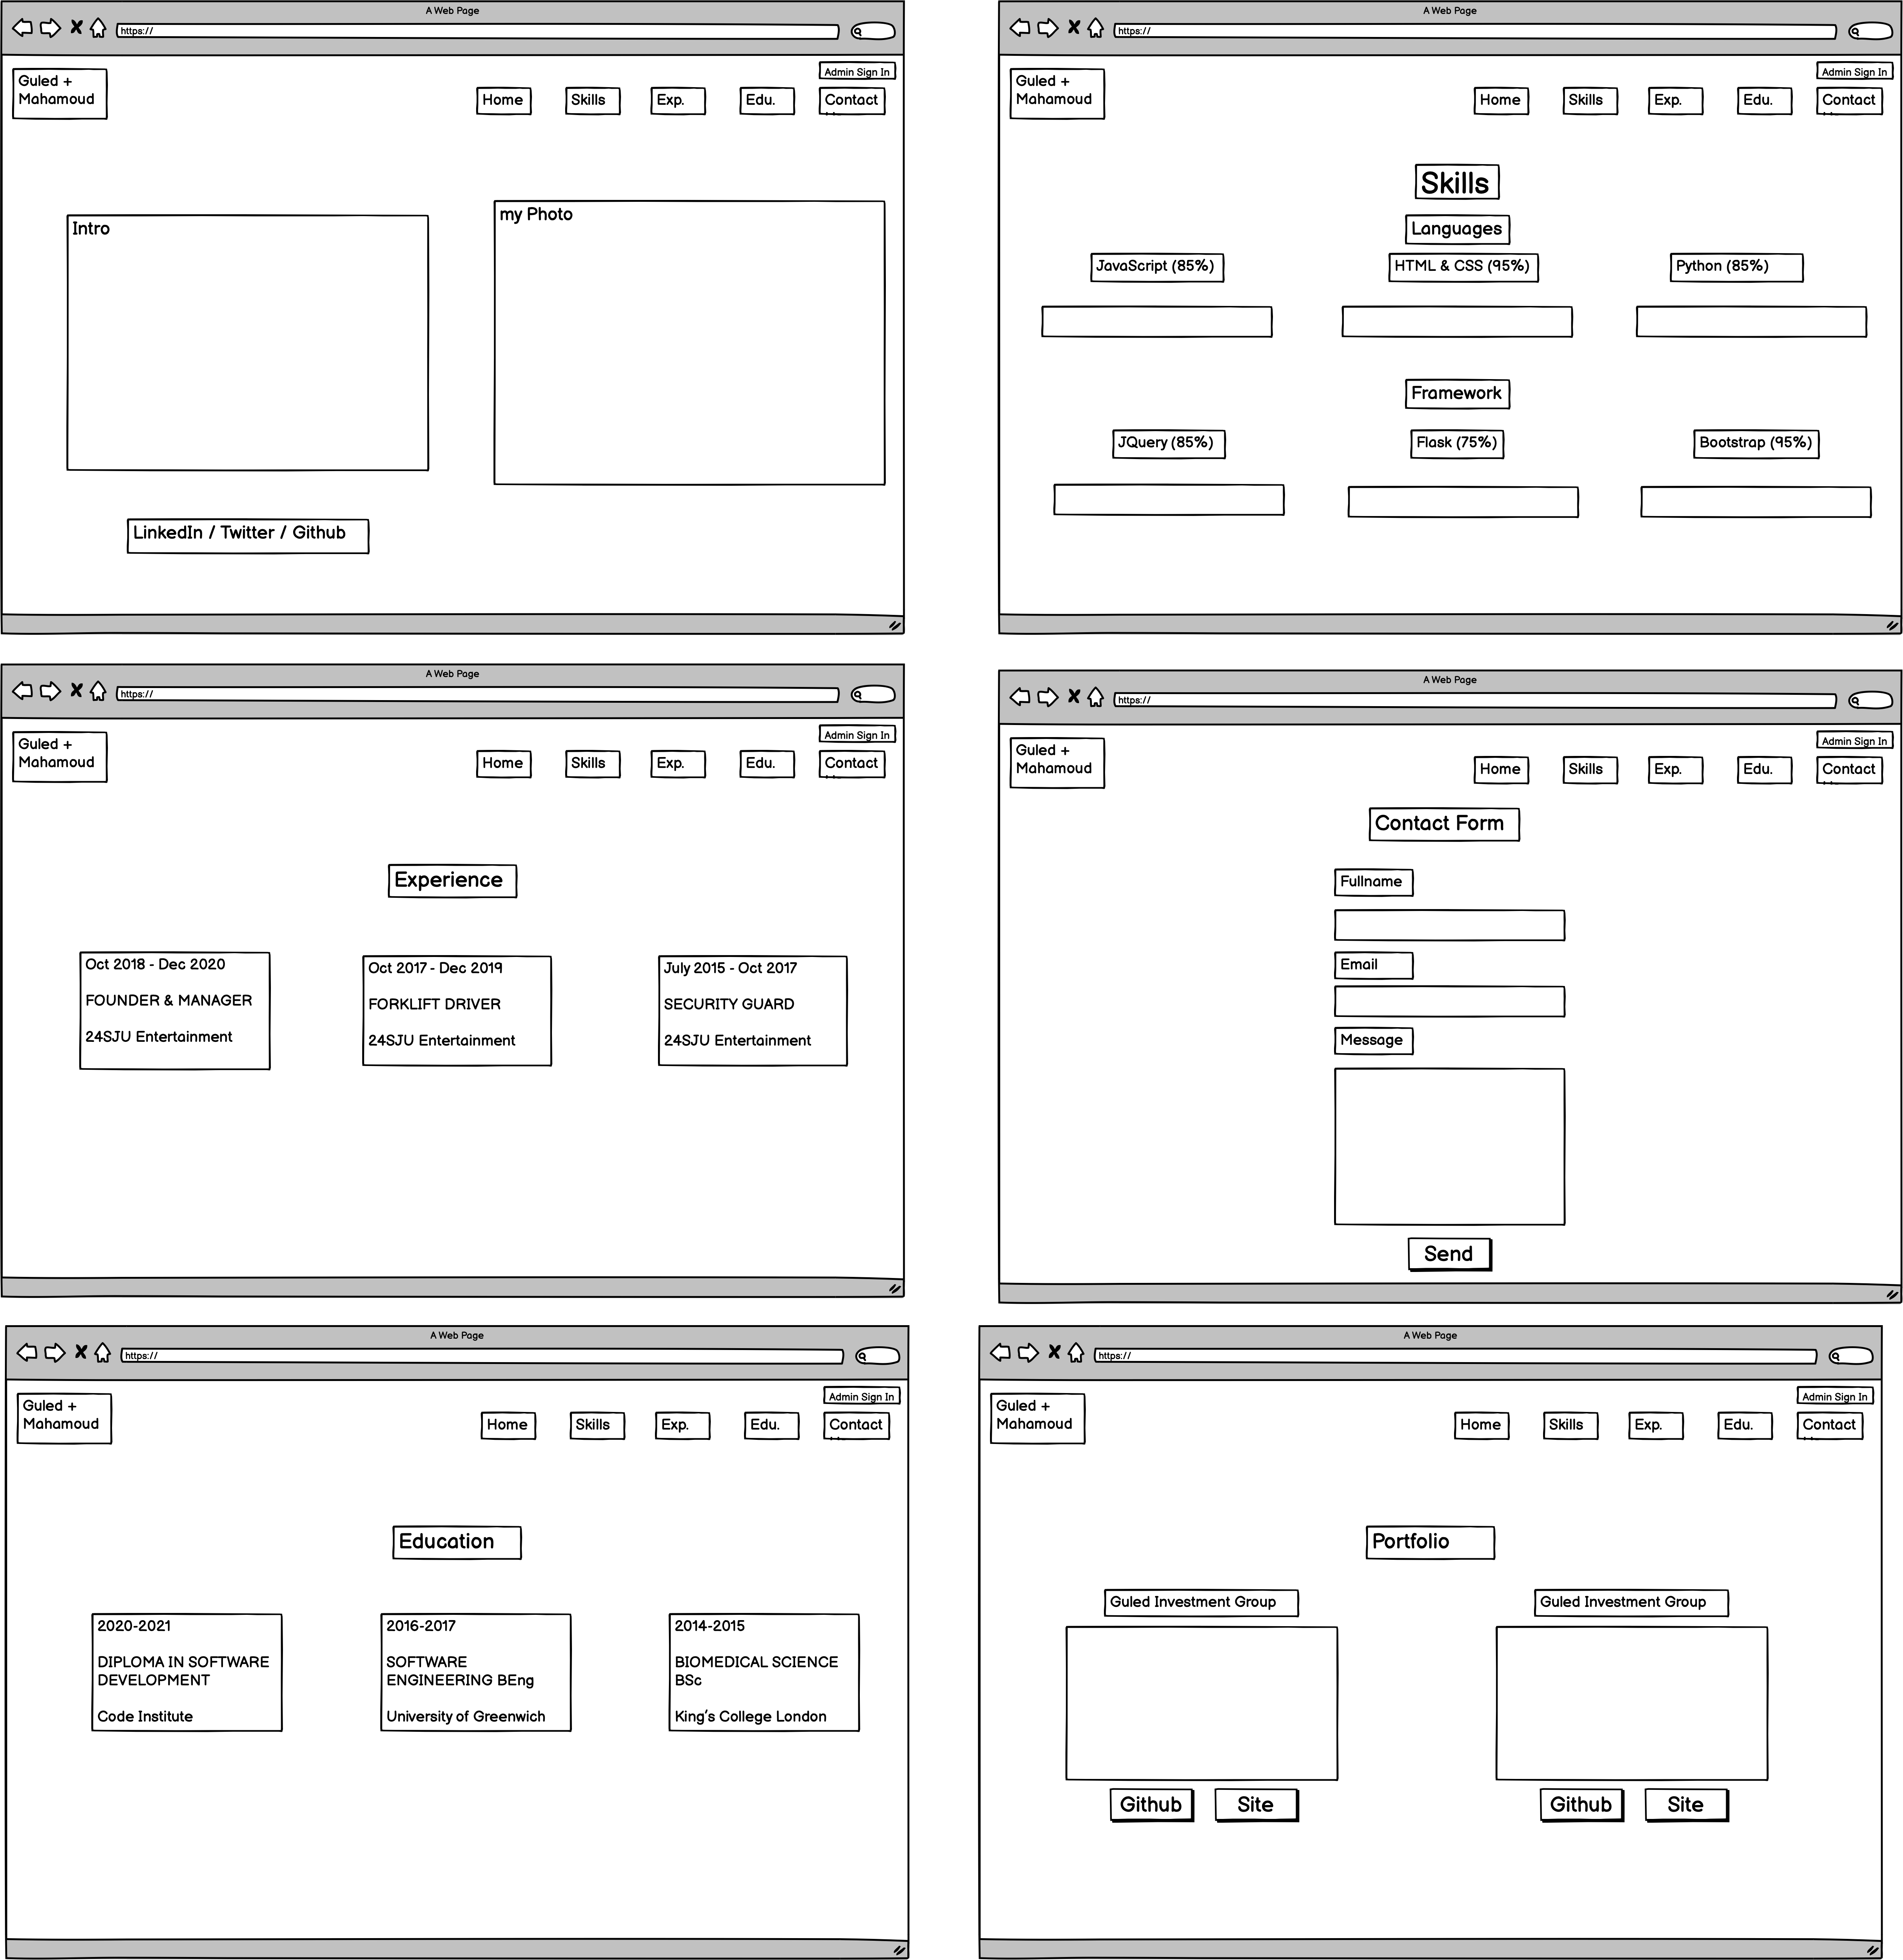 A Web Page
https://
Guled +
Mahamoud
Admin Sign In
Home
Skills
Exp.
Edu.
Contact
Intro
my Photo
LinkedIn / Twitter / Github
A Web Page
https://
Guled +
Mahamoud
Admin Sign In
Home
Skills
Exp.
Edu.
Contact
Skills
Languages
JavaScript (85%)
HTML & CSS (95%)
Python (85%)
Framework
JQuery (85%)
Flask (75%)
Bootstrap (95%)
A Web Page
https://
Guled +
Mahamoud
Admin Sign In
Home
Skills
Exp.
Edu.
Contact
Experience
Oct 2018 - Dec 2020
FOUNDER & MANAGER
24SJU Entertainment
Oct 2017 - Dec 2019
FORKLIFT DRIVER
24SJU Entertainment
July 2015 - Oct 2017
SECURITY GUARD
24SJU Entertainment
A Web Page
https://
Guled +
Mahamoud
Admin Sign In
Home
Skills
Exp.
Edu.
Contact
Contact Form
Fullname
Email
Message
Send
A Web Page
https://
Guled +
Mahamoud
Admin Sign In
Home
Skills
Exp.
Edu.
Contact
Education
2020-2021
DIPLOMA IN SOFTWARE
DEVELOPMENT
Code Institute
2016-2017
SOFTWARE
ENGINEERING BEng
University of Greenwich
2014-2015
BIOMEDICAL SCIENCE
BSc
King's College London
A Web Page
https://
Guled +
Mahamoud
Admin Sign In
Home
Skills
Exp.
Edu.
Contact
Portfolio
Guled Investment Group
Github
Site
Guled Investment Group
Github
Site